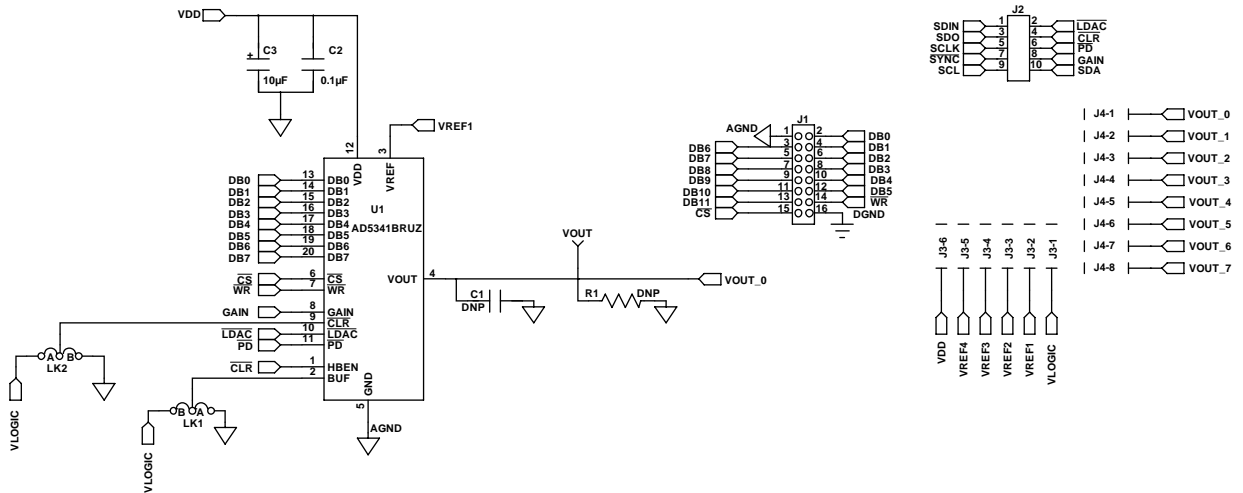 VDD
C3
+
10µF
C2
0.1µF
VREF1
12
3
VDD
VREF
U1
AD5341BRUZ
DB0 13 DB0
DB1 14 DB1
DB2 15 DB2
DB3 16 DB3
DB4 17 DB4
DB5 18 DB5
DB6 19 DB6
DB7 20 DB7
CS 6 CS
WR 7 WR
GAIN 8 GAIN
9 CLR
LDAC 10 LDAC
PD 11 PD
CLR 1 HBEN
2 BUF
GND
5
AGND
A B
LK2
VLOGIC
B A
LK1
VLOGIC
VOUT 4
C1
DNP
VOUT
R1 DNP
VOUT_0
J1
AGND 1 2 DB0
DB6 3 4 DB1
DB7 5 6 DB2
DB8 7 8 DB3
DB9 9 10 DB4
DB10 11 12 DB5
DB11 13 14 WR
CS 15 16
DGND
J2
SDIN 1 2 LDAC
SDO 3 4 CLR
SCLK 5 6 PD
SYNC 7 8 GAIN
SCL 9 10 SDA
J4-1 VOUT_0
J4-2 VOUT_1
J4-3 VOUT_2
J4-4 VOUT_3
J4-5 VOUT_4
J4-6 VOUT_5
J4-7 VOUT_6
J4-8 VOUT_7
J3-6 VDD
J3-5 VREF4
J3-4 VREF3
J3-3 VREF2
J3-2 VREF1
J3-1 VLOGIC